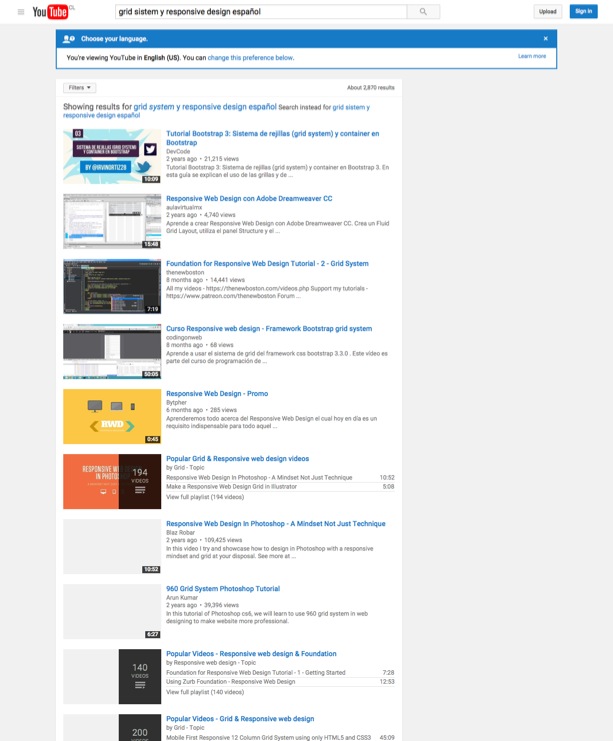 YouTube CL
grid sistem y responsive design español
Upload
Sign in
Choose your language.
×
You're viewing YouTube in English (US). You can change this preference below.
Learn more
Filters
About 2,870 results
Showing results for grid system y responsive design español Search instead for grid sistem y
responsive design español
03
SISTEMA DE REJILLAS (GRID SYSTEM)
Y CONTAINER EN BOOTSTRAP
10:09
Tutorial Bootstrap 3: Sistema de rejillas (grid system) y container en
Bootstrap
DevCode
2 years ago • 21,215 views
Tutorial Bootstrap 3: Sistema de rejillas (grid system) y container en Bootstrap 3. En
esta guía se explican el uso de las grillas y de ...
15:48
Responsive Web Design con Adobe Dreamweaver CC
aulavirtualmx
2 years ago • 4,740 views
Aprende a crear Responsive Web Design con Adobe Dreamweaver CC. Crea un Fluid
Grid Layout, utiliza el panel Structure y el ...
7:19
Foundation for Responsive Web Design Tutorial - 2 - Grid System
thenewboston
8 months ago • 14,441 views
All my videos - https://thenewboston.com/videos.php Support my tutorials -
https://www.patreon.com/thenewboston Forum ...
50:05
Curso Responsive web design - Framework Bootstrap grid system
codingonweb
8 months ago • 68 views
Aprenda a usar el sistema de grid del framework css bootstrap 3.3.0 . Este vídeo es
parte del curso de programación de ...
RWD
0:45
Responsive Web Design - Promo
Bytpher
6 months ago • 285 views
Aprenderemos todo acerca del Responsive Web Design el cual hoy en día es un
requisito indispensable para todo aquel ...
RESPONSIVE
IN
194
VIDEOS
Popular Grid & Responsive web design videos
by Grid - Topic
Responsive Web Design In Photoshop - A Mindset Not Just Technique 10:52
Make a Responsive Web Design Grid in Illustrator 5:08
View full playlist (194 videos)
10:52
Responsive Web Design In Photoshop - A Mindset Not Just Technique
Blaz Robar
2 years ago • 109,425 views
In this video I try and showcase how to design in Photoshop with a responsive
mindset and grid at your disposal. See more at ...
6:27
960 Grid System Photoshop Tutorial
Arun Kumar
2 years ago • 39,396 views
In this tutorial of Photoshop cs6, we will learn to use 960 grid system in web
designing to make website more professional.
140
VIDEOS
Popular Videos - Responsive web design & Foundation
by Responsive web design - Topic
Foundation for Responsive Web Design Tutorial - 1 - Getting Started 7:28
Using Zurb Foundation - Responsive Web Design 12:53
View full playlist (140 videos)
200
VIDEOS
Popular Videos - Grid & Responsive web design
by Grid - Topic
Mobile First Responsive 12 Column Grid System using only HTML5 and CSS3 45:09